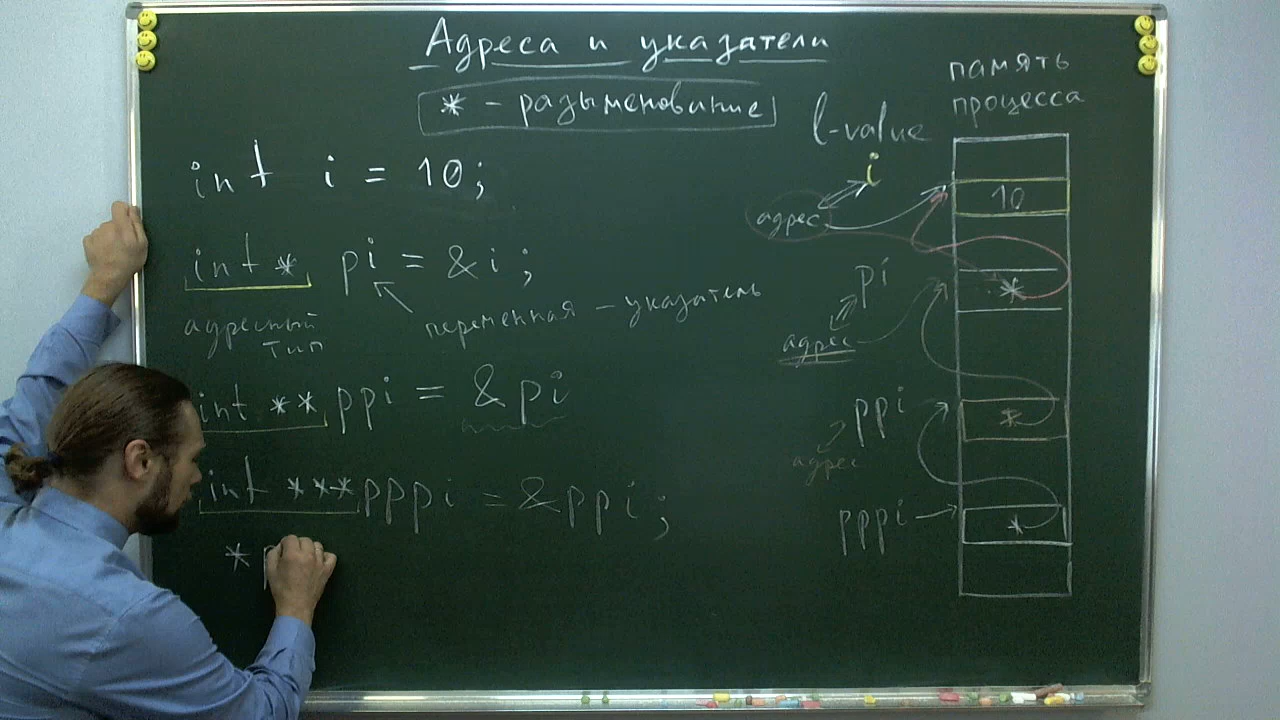 Адреса и указатели
* - разыменование
int i = 10;
int * pi = &i ;
адресный
тип
переменная - указатель
int ** ppi = &pi
int *** pppi = &ppi;
* p
память
процесса
l-value
i
адрес
10
pi
*
адрес
ppi
*
адрес
pppi
*